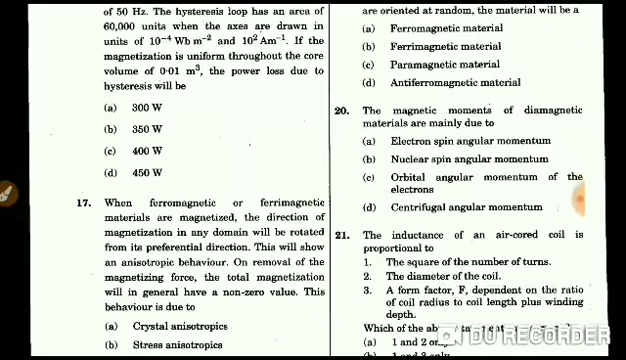 of 50 Hz. The hysteresis loop has an area of
60,000 units when the axes are drawn in
units of 10⁻⁴ Wb m⁻² and 10² Am⁻¹. If the
magnetization is uniform throughout the core
volume of 0·01 m³, the power loss due to
hysteresis will be
(a) 300 W
(b) 350 W
(c) 400 W
(d) 450 W
17. When ferromagnetic or ferrimagnetic
materials are magnetized, the direction of
magnetization in any domain will be rotated
from its preferential direction. This will show
an anisotropic behaviour. On removal of the
magnetizing force, the total magnetization
will in general have a non-zero value. This
behaviour is due to
(a) Crystal anisotropics
(b) Stress anisotropics
are oriented at random, the material will be a
(a) Ferromagnetic material
(b) Ferrimagnetic material
(c) Paramagnetic material
(d) Antiferromagnetic material
20. The magnetic moments of diamagnetic
materials are mainly due to
(a) Electron spin angular momentum
(b) Nuclear spin angular momentum
(c) Orbital angular momentum of the
electrons
(d) Centrifugal angular momentum
21. The inductance of an air-cored coil is
proportional to
1. The square of the number of turns.
2. The diameter of the coil.
3. A form factor, F, dependent on the ratio
of coil radius to coil length plus winding
depth.
Which of the
(a) 1 and 2
DU RECORDER